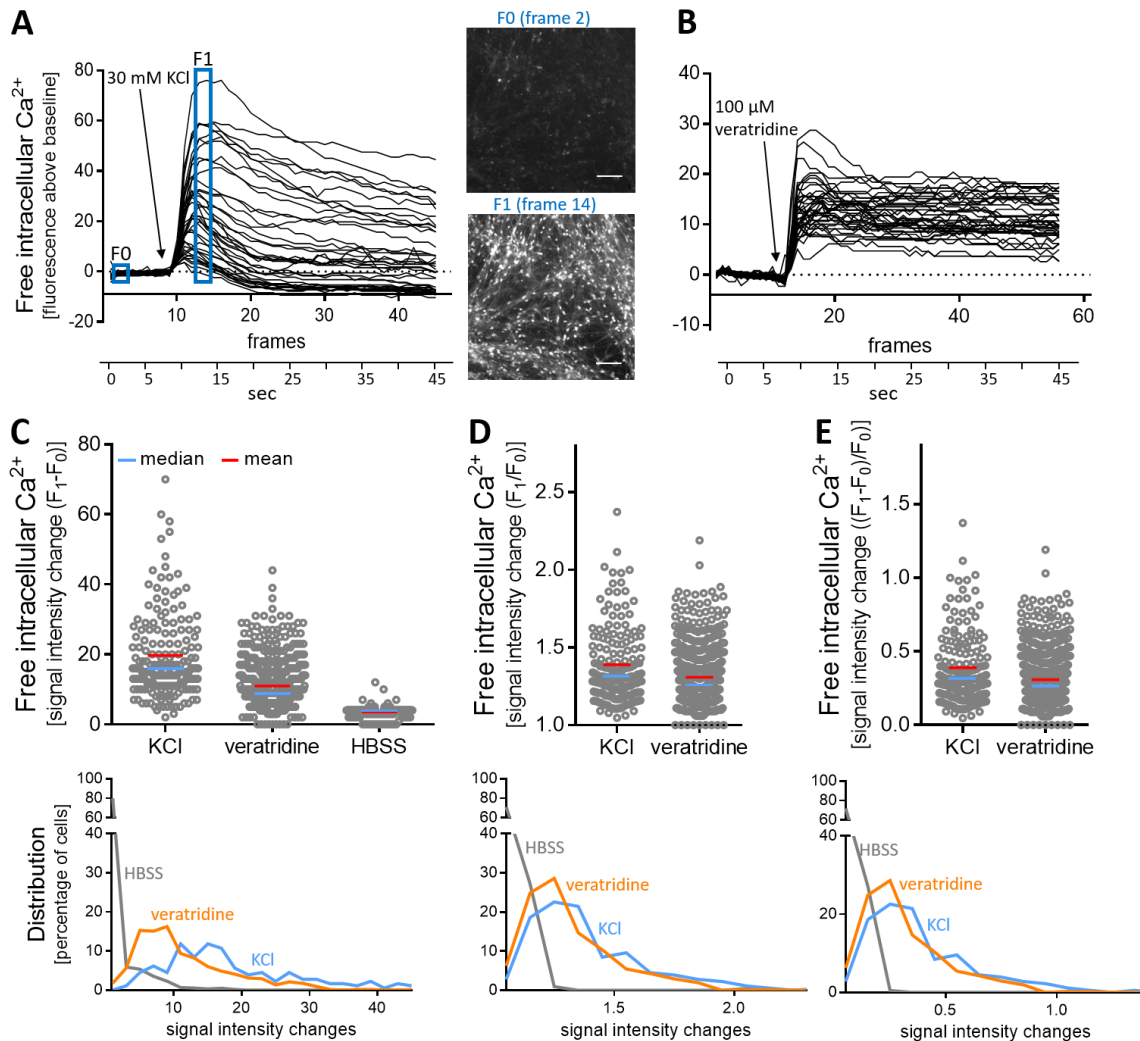 A
Free intracellular Ca2+
[fluorescence above baseline]
80
60
40
20
0
-20
30 mM KCl
F1
F0
10
20
30
40
frames
0
5
10
15
20
25
30
35
40
45
sec
F0 (frame 2)
F1 (frame 14)
B
40
30
20
10
0
-10
100 µM
veratridine
20
40
60
frames
0
5
10
15
20
25
30
35
40
45
sec
C
Free intracellular Ca2+
[signal intensity change (F1-F0)]
80
60
40
20
0
median
mean
KCl
veratridine
HBSS
D
Free intracellular Ca2+
[signal intensity change (F1/F0)]
2.5
2.0
1.5
1.0
KCl
veratridine
E
Free intracellular Ca2+
[signal intensity change ((F1-F0)/F0)]
1.5
1.0
0.5
0.0
KCl
veratridine
Distribution
[percentage of cells]
100
80
60
40
30
20
10
0
HBSS
veratridine
KCl
10
20
30
40
signal intensity changes
100
80
60
40
30
20
10
0
HBSS
veratridine
KCl
1.5
2.0
signal intensity changes
100
80
60
40
20
0
HBSS
veratridine
KCl
0.5
1.0
signal intensity changes